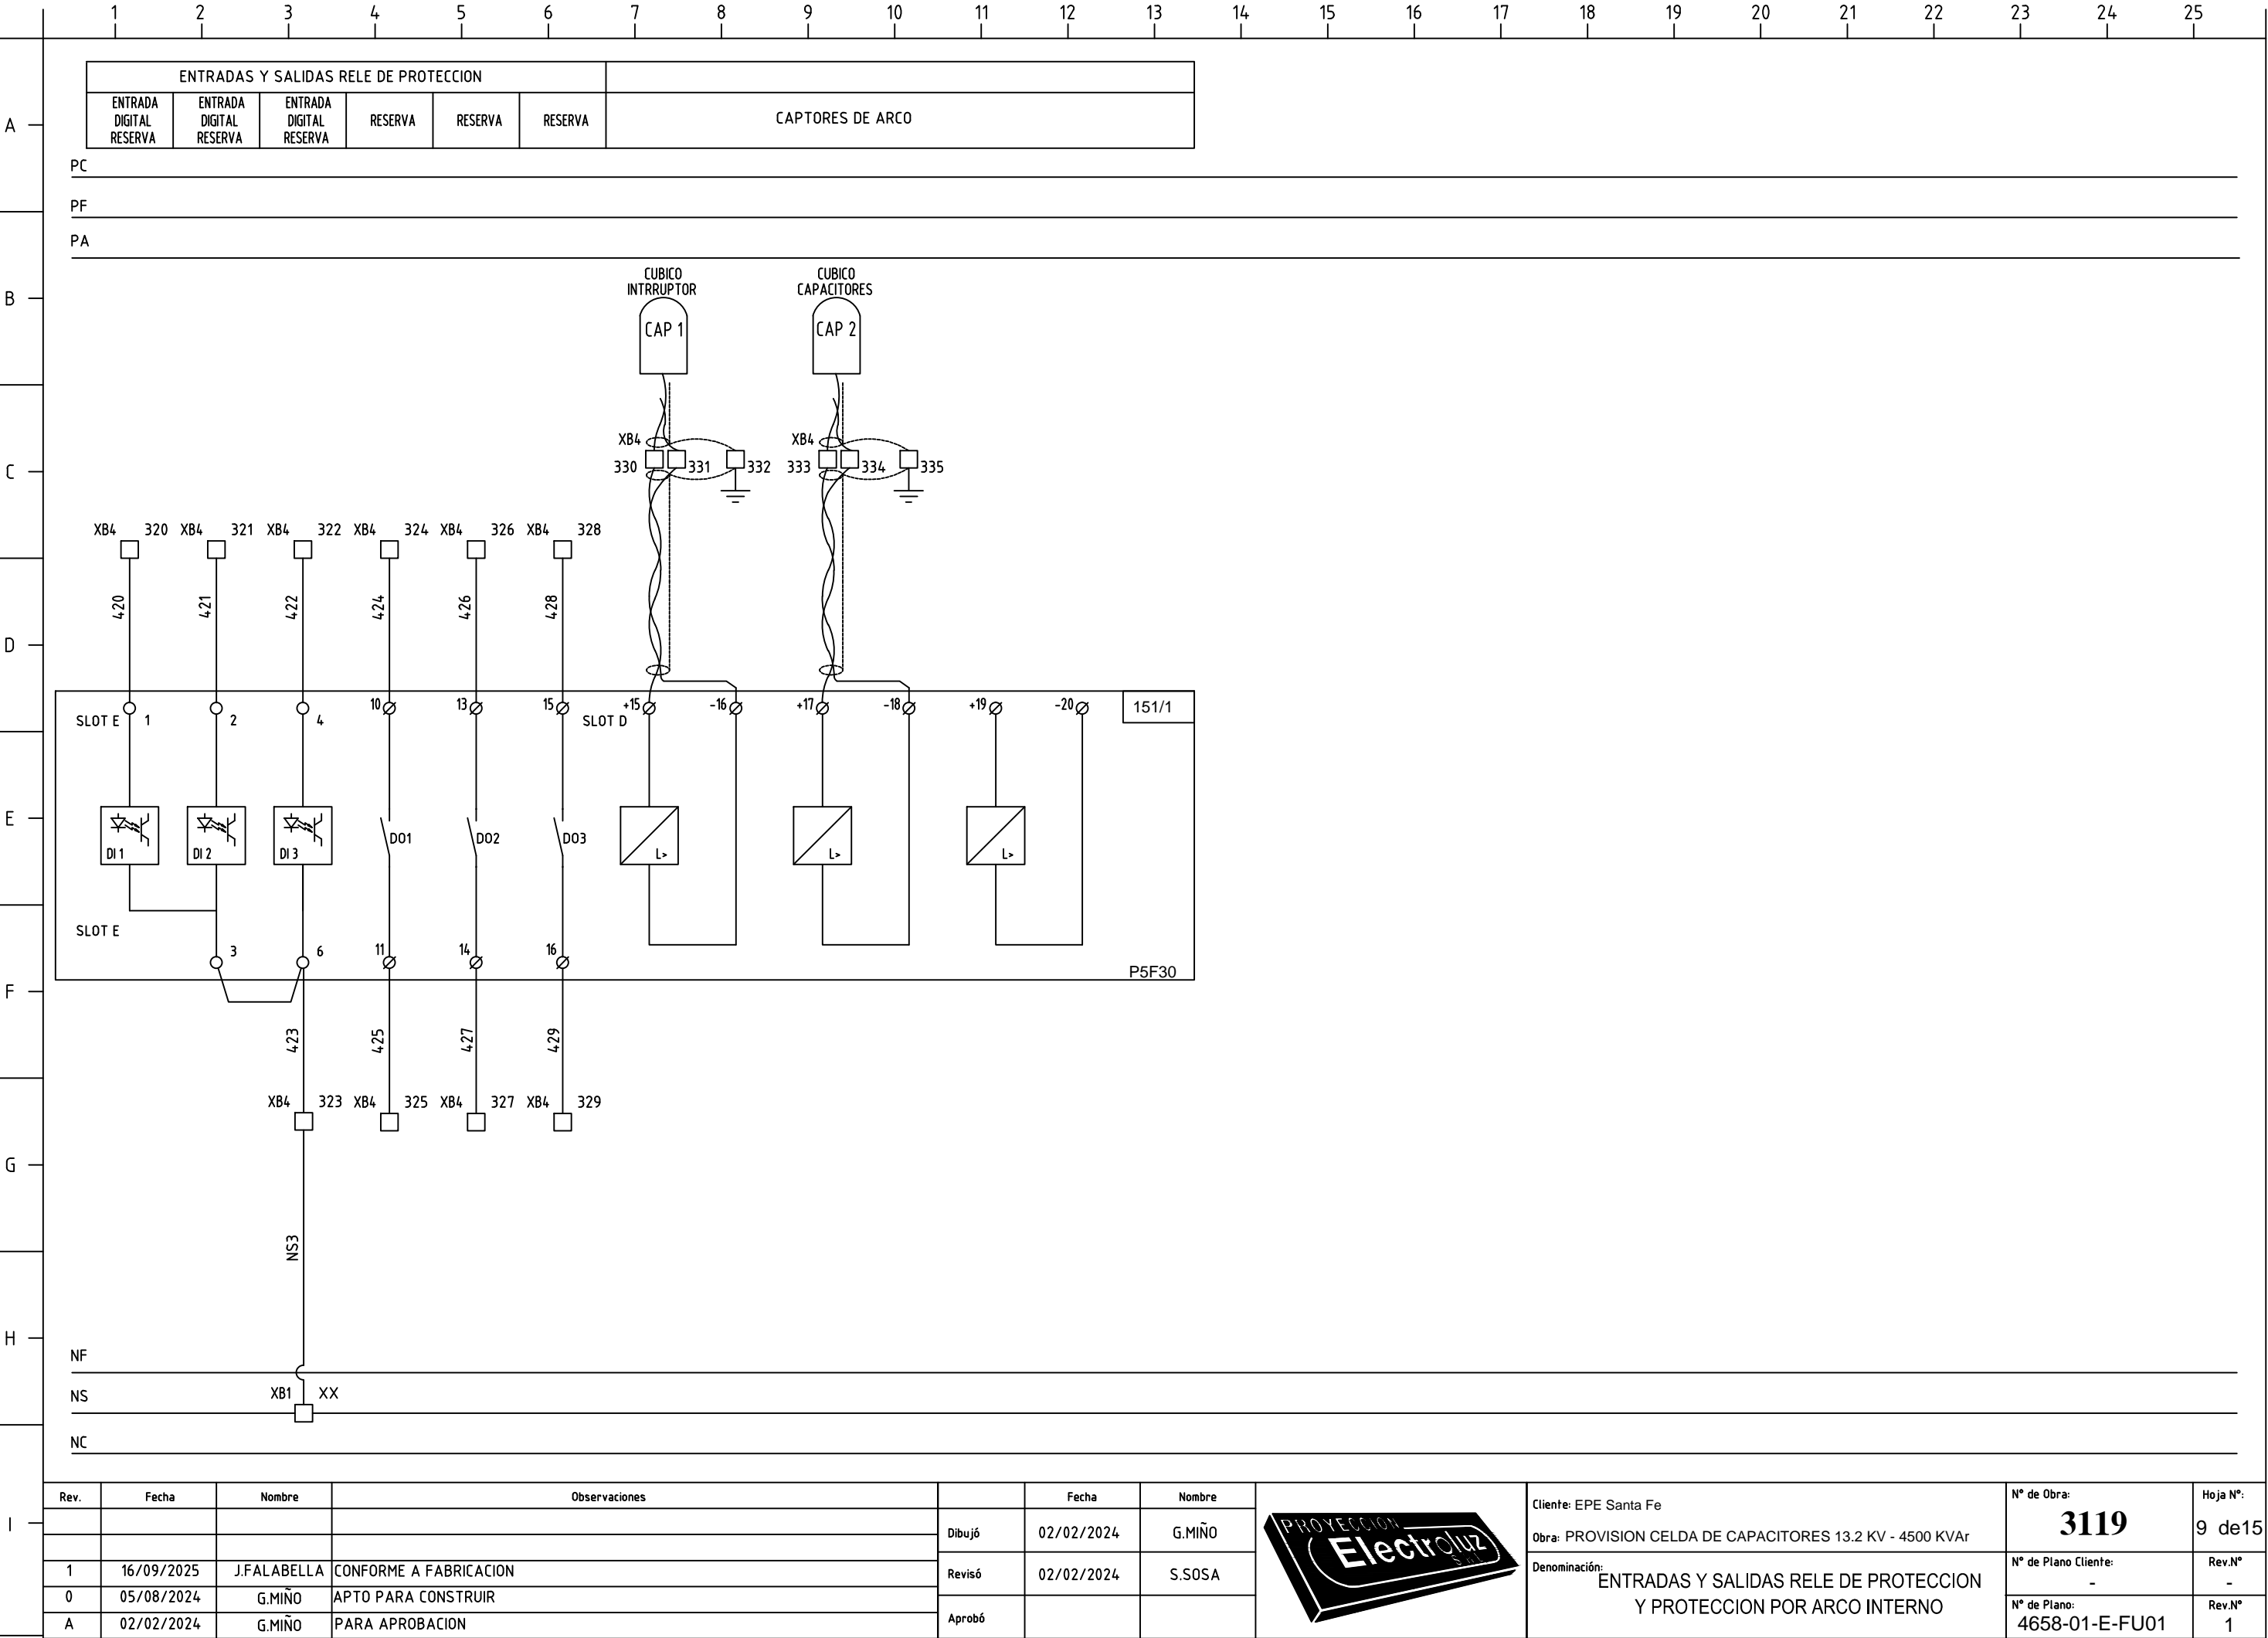 1 2 3 4 5 6 7 8 9 10 11 12 13 14 15 16 17 18 19 20 21 22 23 24 25
ENTRADAS Y SALIDAS RELE DE PROTECCION
ENTRADA DIGITAL RESERVA
ENTRADA DIGITAL RESERVA
ENTRADA DIGITAL RESERVA
RESERVA
RESERVA
RESERVA
CAPTORES DE ARCO
A
PC
PF
PA
B
CUBICO
INTRRUPTOR
CAP 1
CUBICO
CAPACITORES
CAP 2
C
XB4
330 331 332
XB4
333 334 335
XB4 320 XB4 321 XB4 322 XB4 324 XB4 326 XB4 328
420 421 422 424 426 428
D
SLOT E 1 2 4 10 13 15 SLOT D +15 -16 +17 -18 +19 -20 151/1
E
DI 1 DI 2 DI 3 DO1 DO2 DO3 L> L> L>
SLOT E
3 6 11 14 16
P5F30
F
423 425 427 429
XB4 323 XB4 325 XB4 327 XB4 329
G
NS3
H
NF
NS
XB1 XX
NC
I
Rev. Fecha Nombre Observaciones
1 16/09/2025 J.FALABELLA CONFORME A FABRICACION
0 05/08/2024 G.MIÑO APTO PARA CONSTRUIR
A 02/02/2024 G.MIÑO PARA APROBACION
Fecha Nombre
Dibujó 02/02/2024 G.MIÑO
Revisó 02/02/2024 S.SOSA
Aprobó
PROYECCION
Electroluz
S.r.L.
Cliente: EPE Santa Fe
Obra: PROVISION CELDA DE CAPACITORES 13.2 KV - 4500 KVAr
Denominación:
ENTRADAS Y SALIDAS RELE DE PROTECCION
Y PROTECCION POR ARCO INTERNO
N° de Obra:
3119
Hoja N°:
9 de15
N° de Plano Cliente:
-
Rev.N°
-
N° de Plano:
4658-01-E-FU01
Rev.N°
1